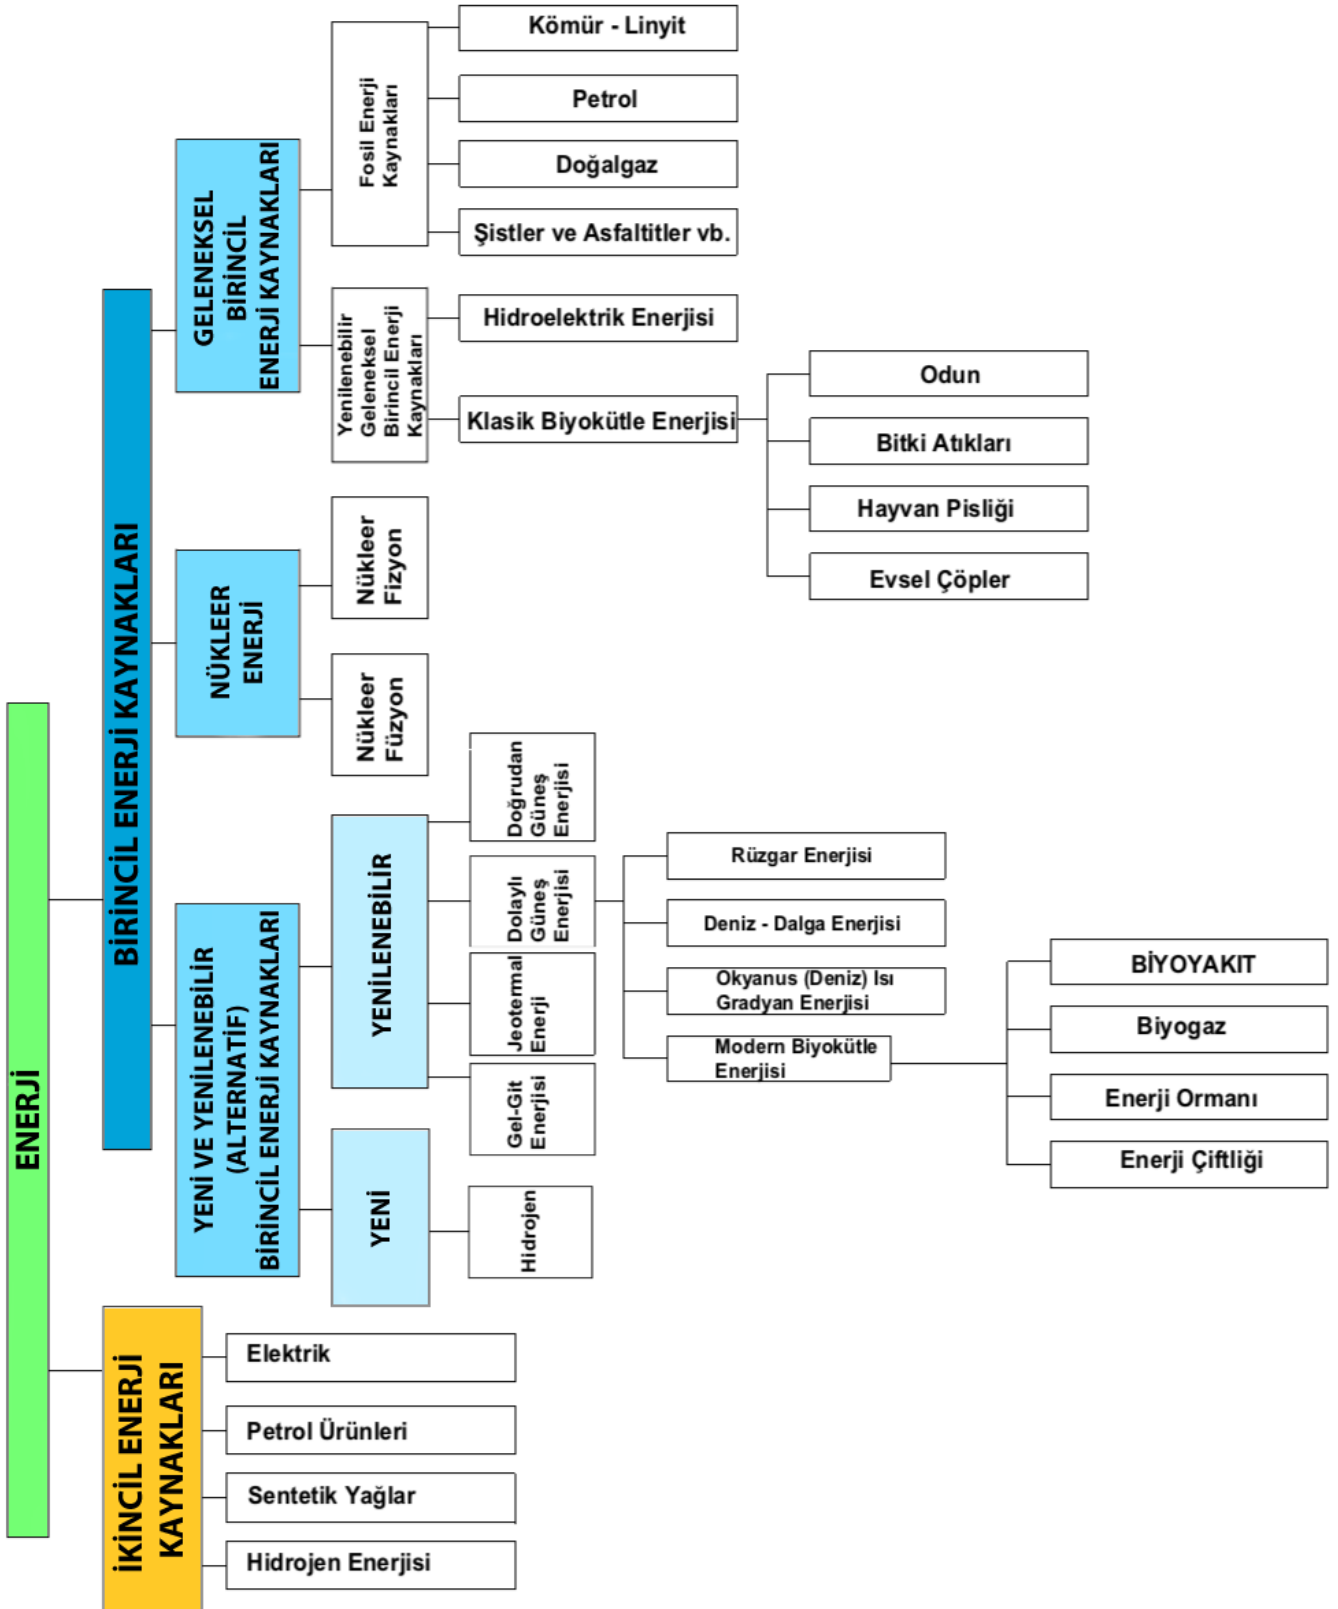 ENERJİ
BİRİNCİL ENERJİ KAYNAKLARI
GELENEKSEL
BİRİNCİL
ENERJİ KAYNAKLARI
Fosil Enerji
Kaynakları
Kömür - Linyit
Petrol
Doğalgaz
Şistler ve Asfaltitler vb.
Yenilenebilir
Geleneksel
Birincil Enerji
Kaynakları
Hidroelektrik Enerjisi
Klasik Biyokütle Enerjisi
Odun
Bitki Atıkları
Hayvan Pisliği
Evsel Çöpler
NÜKLEER
ENERJİ
Nükleer
Fizyon
Nükleer
Füzyon
YENİ VE YENİLENEBİLİR
(ALTERNATİF)
BİRİNCİL ENERJİ KAYNAKLARI
YENİLENEBİLİR
Doğrudan
Güneş
Enerjisi
Dolaylı
Güneş
Enerjisi
Rüzgar Enerjisi
Deniz - Dalga Enerjisi
Okyanus (Deniz) Isı
Gradyan Enerjisi
Modern Biyokütle
Enerjisi
BİYOYAKIT
Biyogaz
Enerji Ormanı
Enerji Çiftliği
Jeotermal
Enerji
Gel-Git
Enerjisi
YENİ
Hidrojen
İKİNCİL ENERJİ
KAYNAKLARI
Elektrik
Petrol Ürünleri
Sentetik Yağlar
Hidrojen Enerjisi